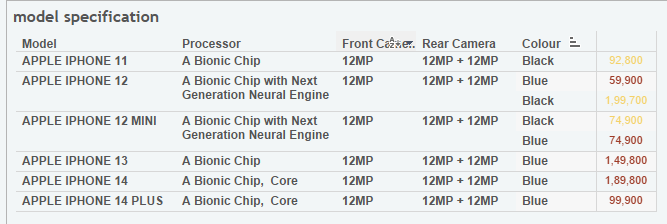 model specification
Model Processor Front Camer.. Rear Camera Colour
APPLE IPHONE 11 A Bionic Chip 12MP 12MP + 12MP Black 92,800
APPLE IPHONE 12 A Bionic Chip with Next 12MP 12MP + 12MP Blue 59,900
Generation Neural Engine Black 1,99,700
APPLE IPHONE 12 MINI A Bionic Chip with Next 12MP 12MP + 12MP Black 74,900
Generation Neural Engine Blue 74,900
APPLE IPHONE 13 A Bionic Chip 12MP 12MP + 12MP Blue 1,49,800
APPLE IPHONE 14 A Bionic Chip, Core 12MP 12MP + 12MP Blue 1,89,800
APPLE IPHONE 14 PLUS A Bionic Chip, Core 12MP 12MP + 12MP Blue 99,900